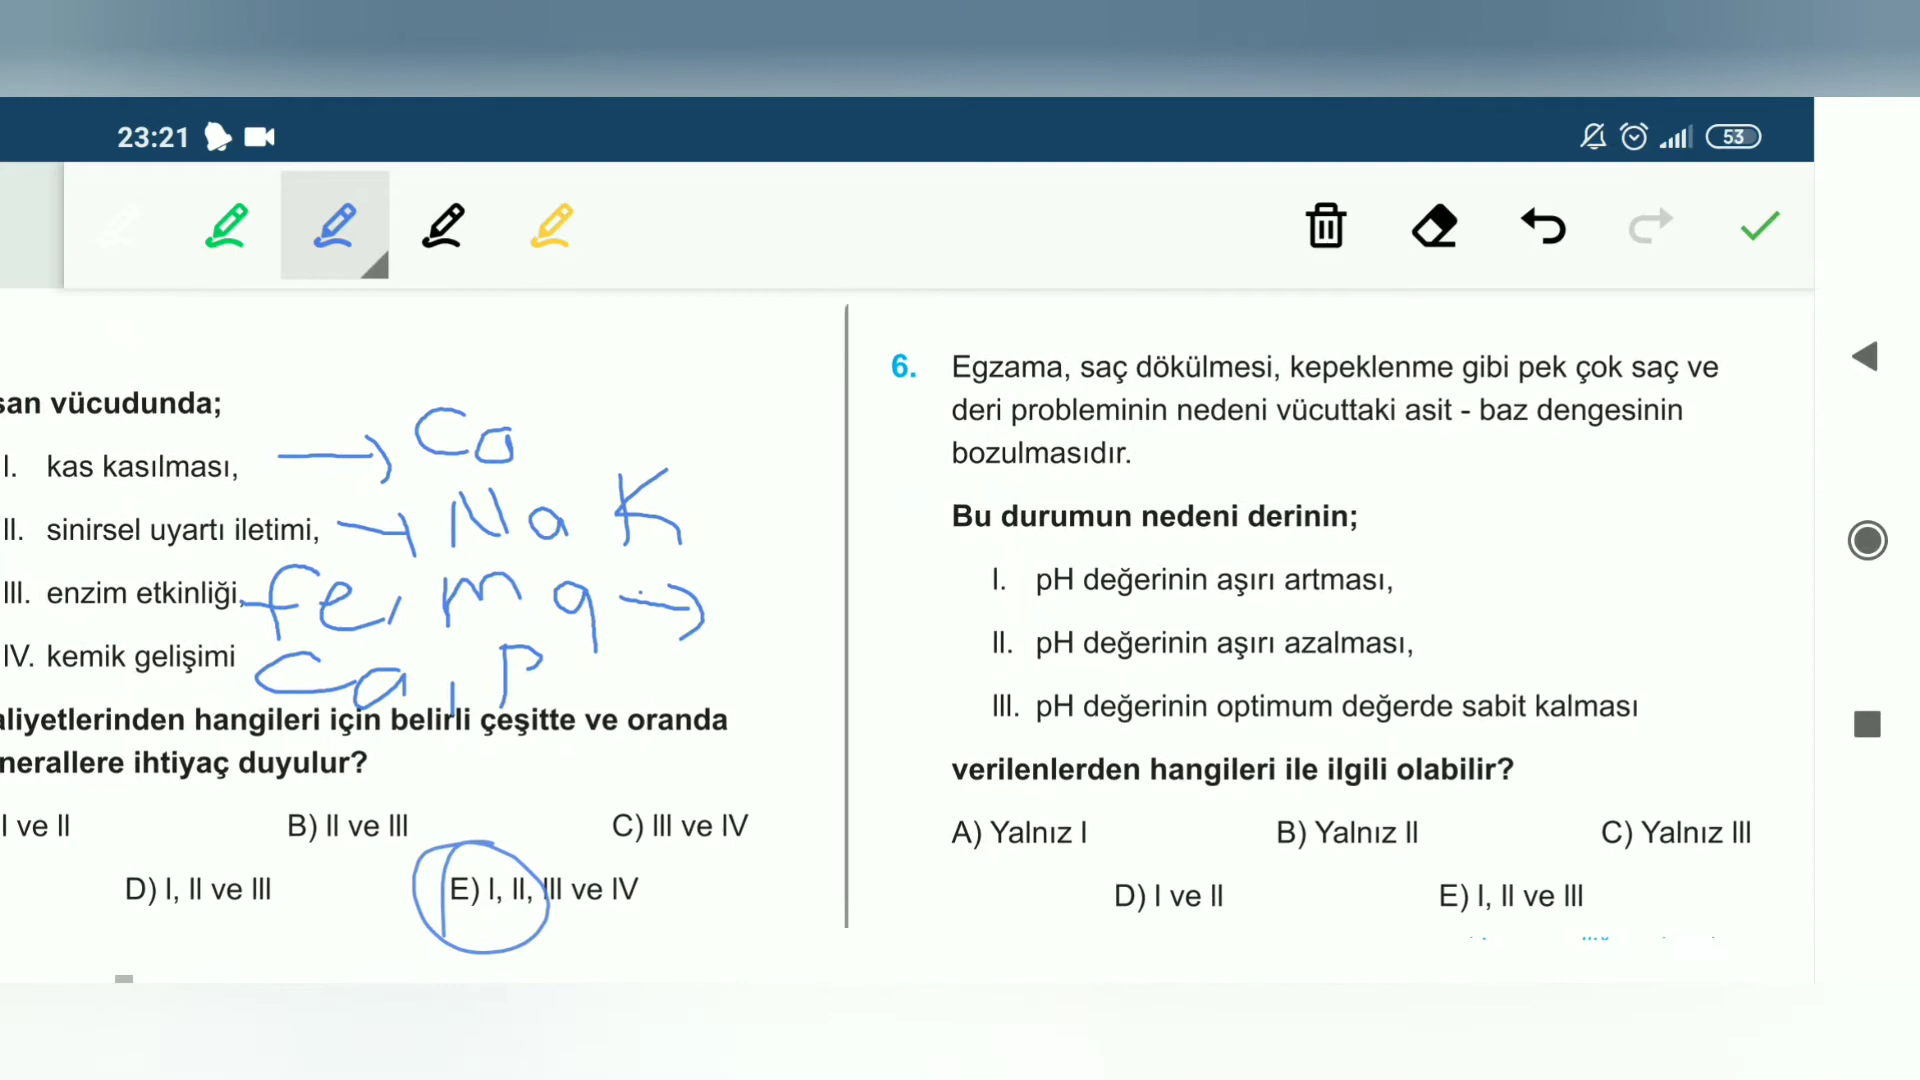 23:21
53
san vücudunda;
I. kas kasılması, → Ca
II. sinirsel uyartı iletimi, → Na K
III. enzim etkinliği, Fe, mg →
IV. kemik gelişimi Ca, P
aliyetlerinden hangileri için belirli çeşitte ve oranda
nerallere ihtiyaç duyulur?
I ve II
B) II ve III
C) III ve IV
D) I, II ve III
E) I, II, III ve IV
6. Egzama, saç dökülmesi, kepeklenme gibi pek çok saç ve
deri probleminin nedeni vücuttaki asit - baz dengesinin
bozulmasıdır.
Bu durumun nedeni derinin;
I. pH değerinin aşırı artması,
II. pH değerinin aşırı azalması,
III. pH değerinin optimum değerde sabit kalması
verilenlerden hangileri ile ilgili olabilir?
A) Yalnız I
B) Yalnız II
C) Yalnız III
D) I ve II
E) I, II ve III